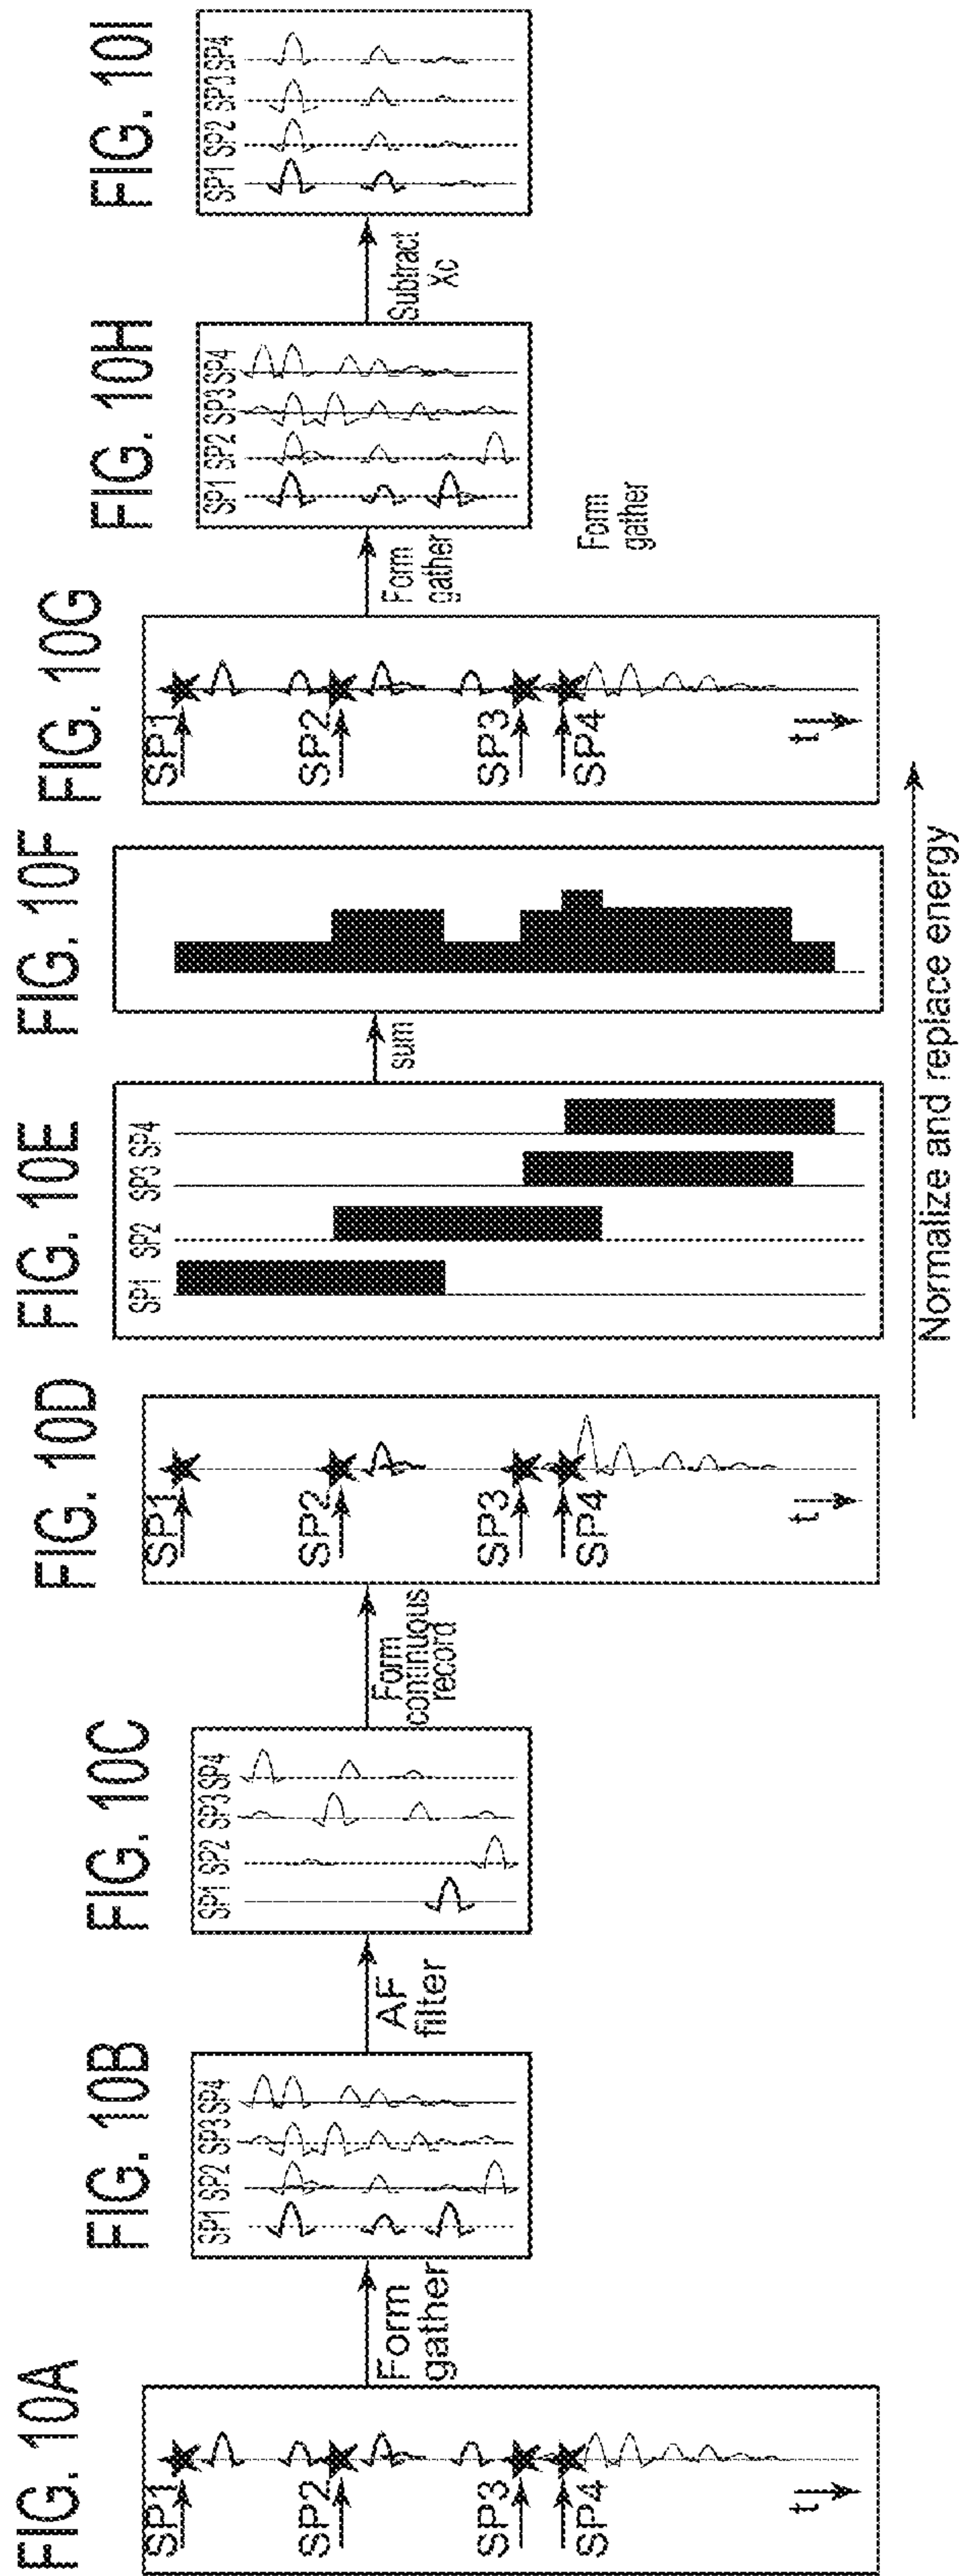 FIG. 10A
SP1
SP2
SP3
SP4
t
Form
gather
FIG. 10B
SP1 SP2 SP3 SP4
AF
filter
FIG. 10C
SP1 SP2 SP3 SP4
Form
continuous
record
FIG. 10D
SP1
SP2
SP3
SP4
t
FIG. 10E
SP1 SP2 SP3 SP4
sum
FIG. 10F
Normalize and replace energy
FIG. 10G
SP1
SP2
SP3
SP4
t
Form
gather
Form
gather
FIG. 10H
SP1 SP2 SP3 SP4
Subtract
Xc
FIG. 10I
SP1 SP2 SP3 SP4